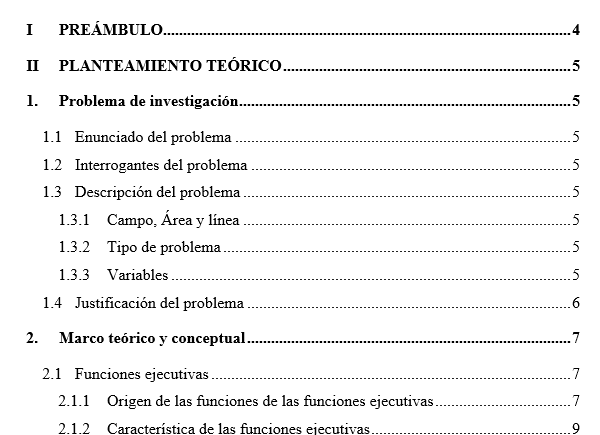 I PREÁMBULO....................................................................................................4
II PLANTEAMIENTO TEÓRICO......................................................................5
1. Problema de investigación.................................................................................5
1.1 Enunciado del problema ...................................................................................5
1.2 Interrogantes del problema ...............................................................................5
1.3 Descripción del problema .................................................................................5
1.3.1 Campo, Área y línea ..................................................................................5
1.3.2 Tipo de problema.......................................................................................5
1.3.3 Variables ....................................................................................................5
1.4 Justificación del problema ................................................................................6
2. Marco teórico y conceptual................................................................................7
2.1 Funciones ejecutivas .........................................................................................7
2.1.1 Origen de las funciones de las funciones ejecutivas..................................7
2.1.2 Característica de las funciones ejecutivas..................................................9